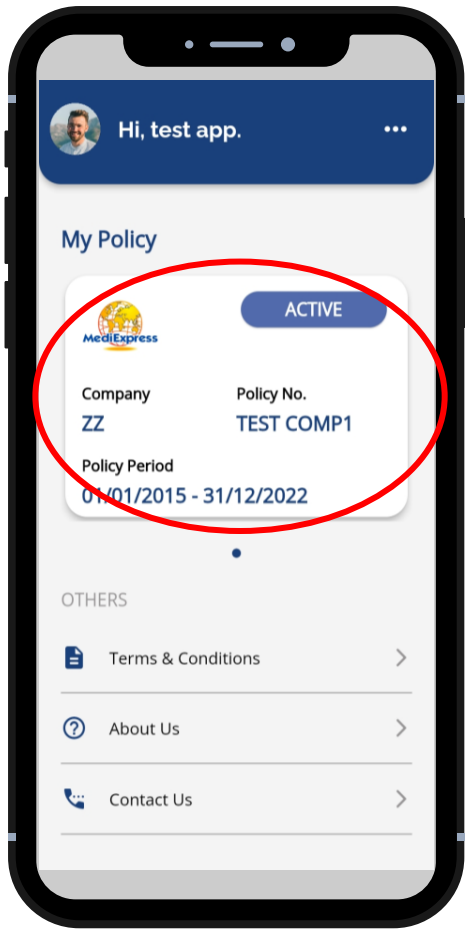 Hi, test app.
My Policy
MediExpress
ACTIVE
Company
Policy No.
ZZ
TEST COMP1
Policy Period
01/01/2015 - 31/12/2022
OTHERS
Terms & Conditions
About Us
Contact Us